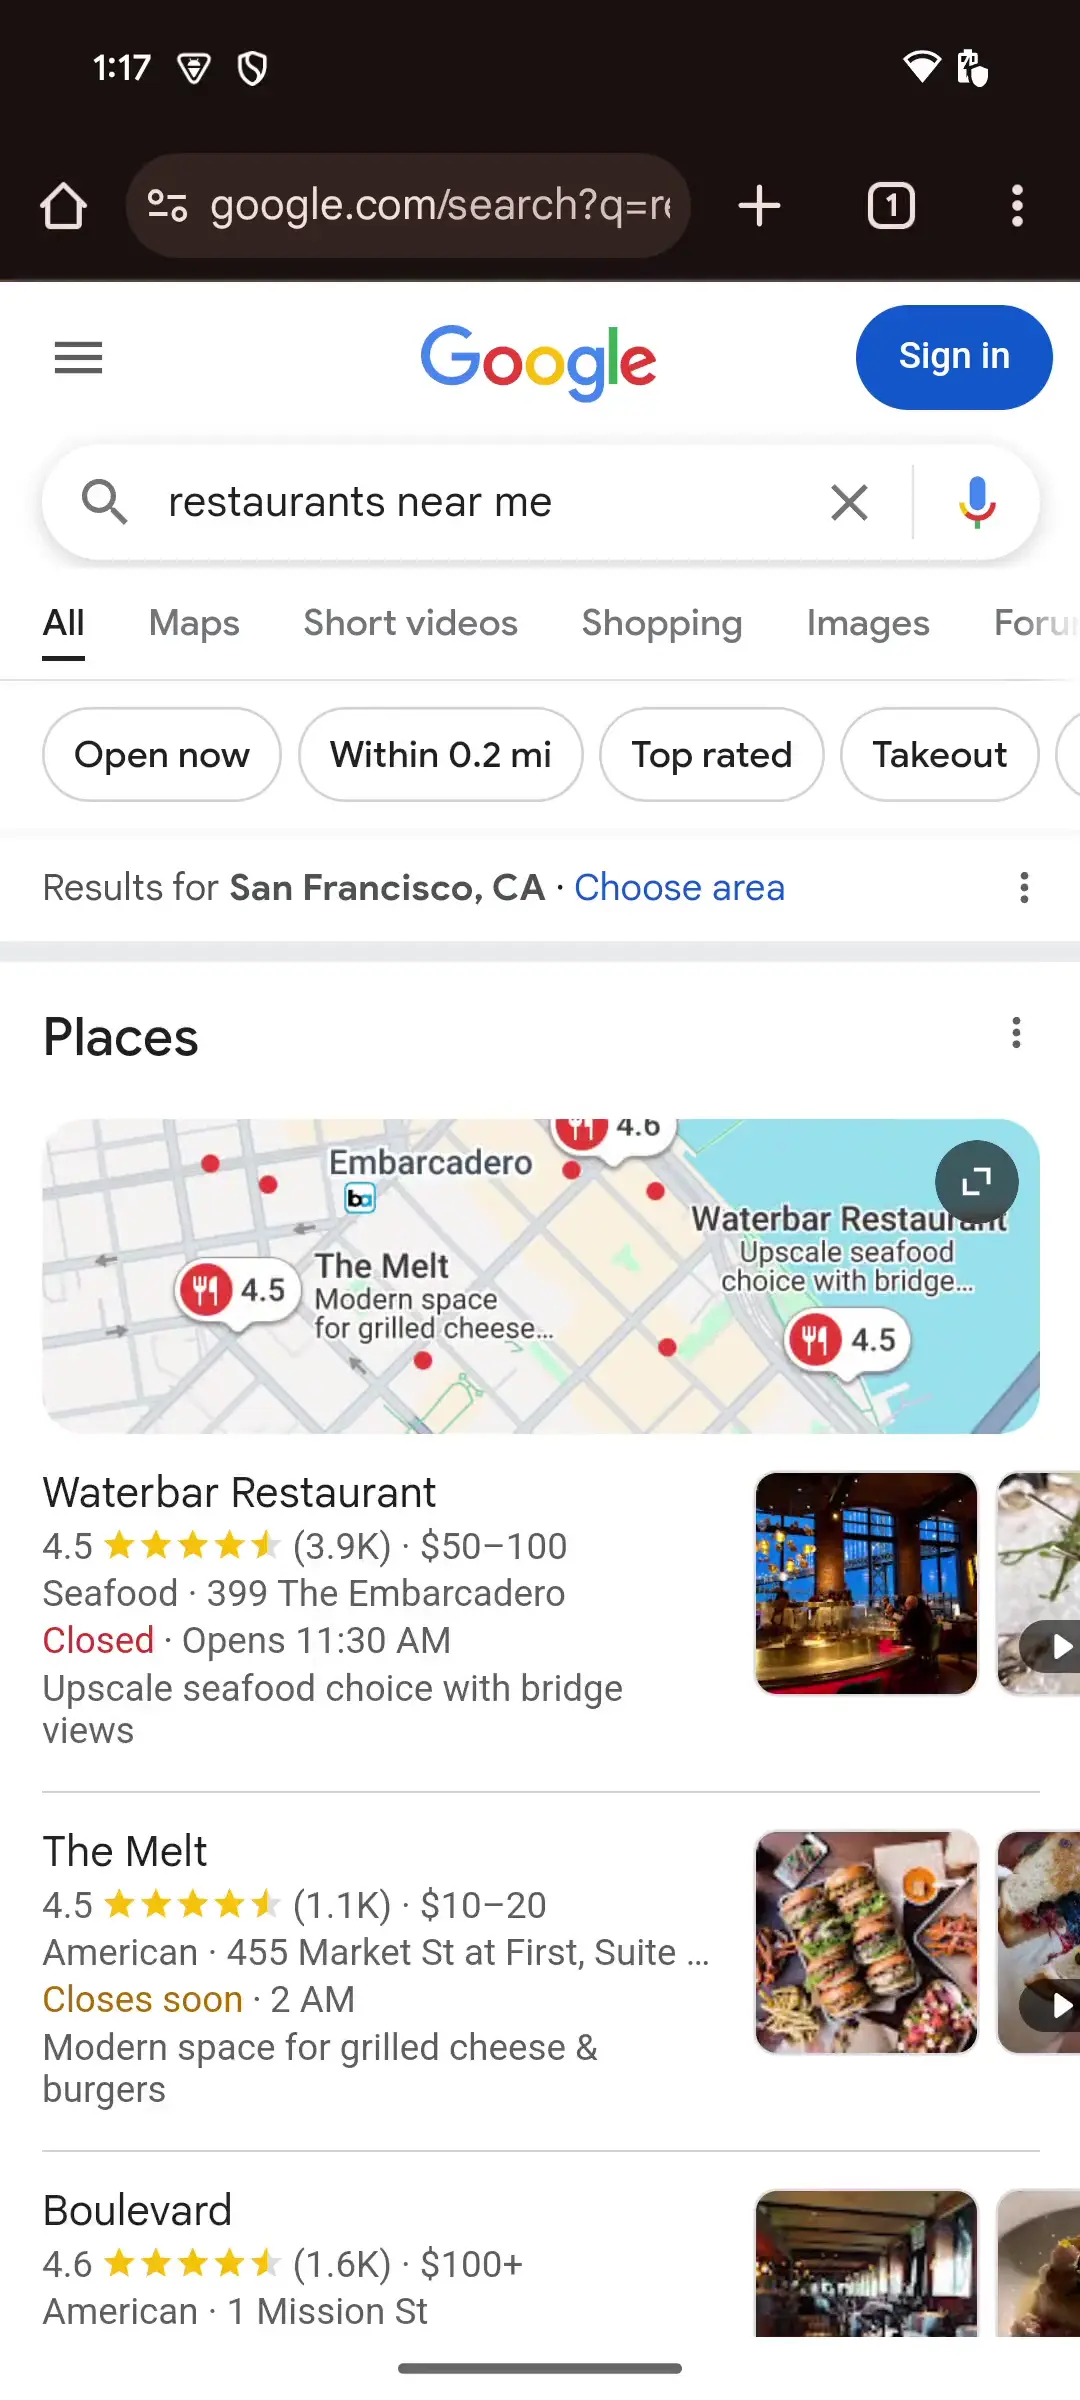 1:17
google.com/search?q=re
1
Google
Sign in
restaurants near me
All Maps Short videos Shopping Images Foru
Open now Within 0.2 mi Top rated Takeout
Results for San Francisco, CA · Choose area
Places
4.6
Embarcadero
ba
Waterbar Restaurant
Upscale seafood
choice with bridge...
The Melt
4.5
Modern space
for grilled cheese...
4.5
Waterbar Restaurant
4.5 (3.9K) · $50–100
Seafood · 399 The Embarcadero
Closed · Opens 11:30 AM
Upscale seafood choice with bridge
views
The Melt
4.5 (1.1K) · $10–20
American · 455 Market St at First, Suite ...
Closes soon · 2 AM
Modern space for grilled cheese &
burgers
Boulevard
4.6 (1.6K) · $100+
American · 1 Mission St